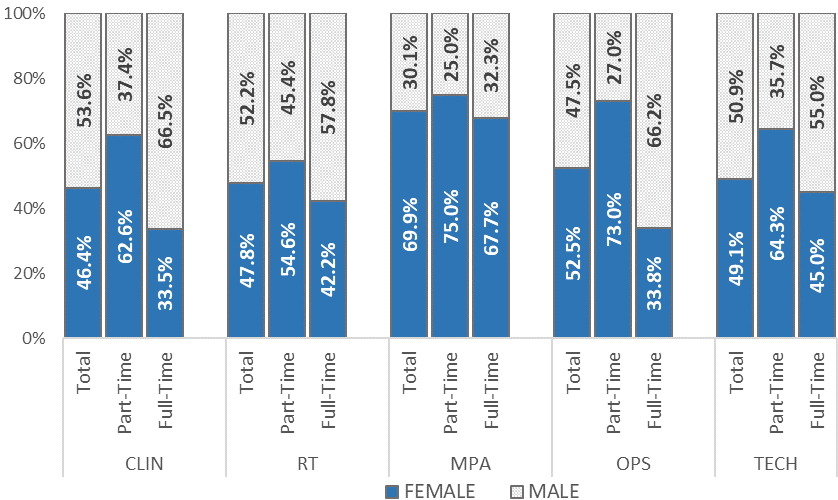 100%
80%
60%
40%
20%
0%
53.6% 37.4% 66.5% 52.2% 45.4% 57.8% 30.1% 25.0% 32.3% 47.5% 27.0% 66.2% 50.9% 35.7% 55.0%
46.4% 62.6% 33.5% 47.8% 54.6% 42.2% 69.9% 75.0% 67.7% 52.5% 73.0% 33.8% 49.1% 64.3% 45.0%
Total Part-Time Full-Time Total Part-Time Full-Time Total Part-Time Full-Time Total Part-Time Full-Time Total Part-Time Full-Time
CLIN RT MPA OPS TECH
FEMALE MALE